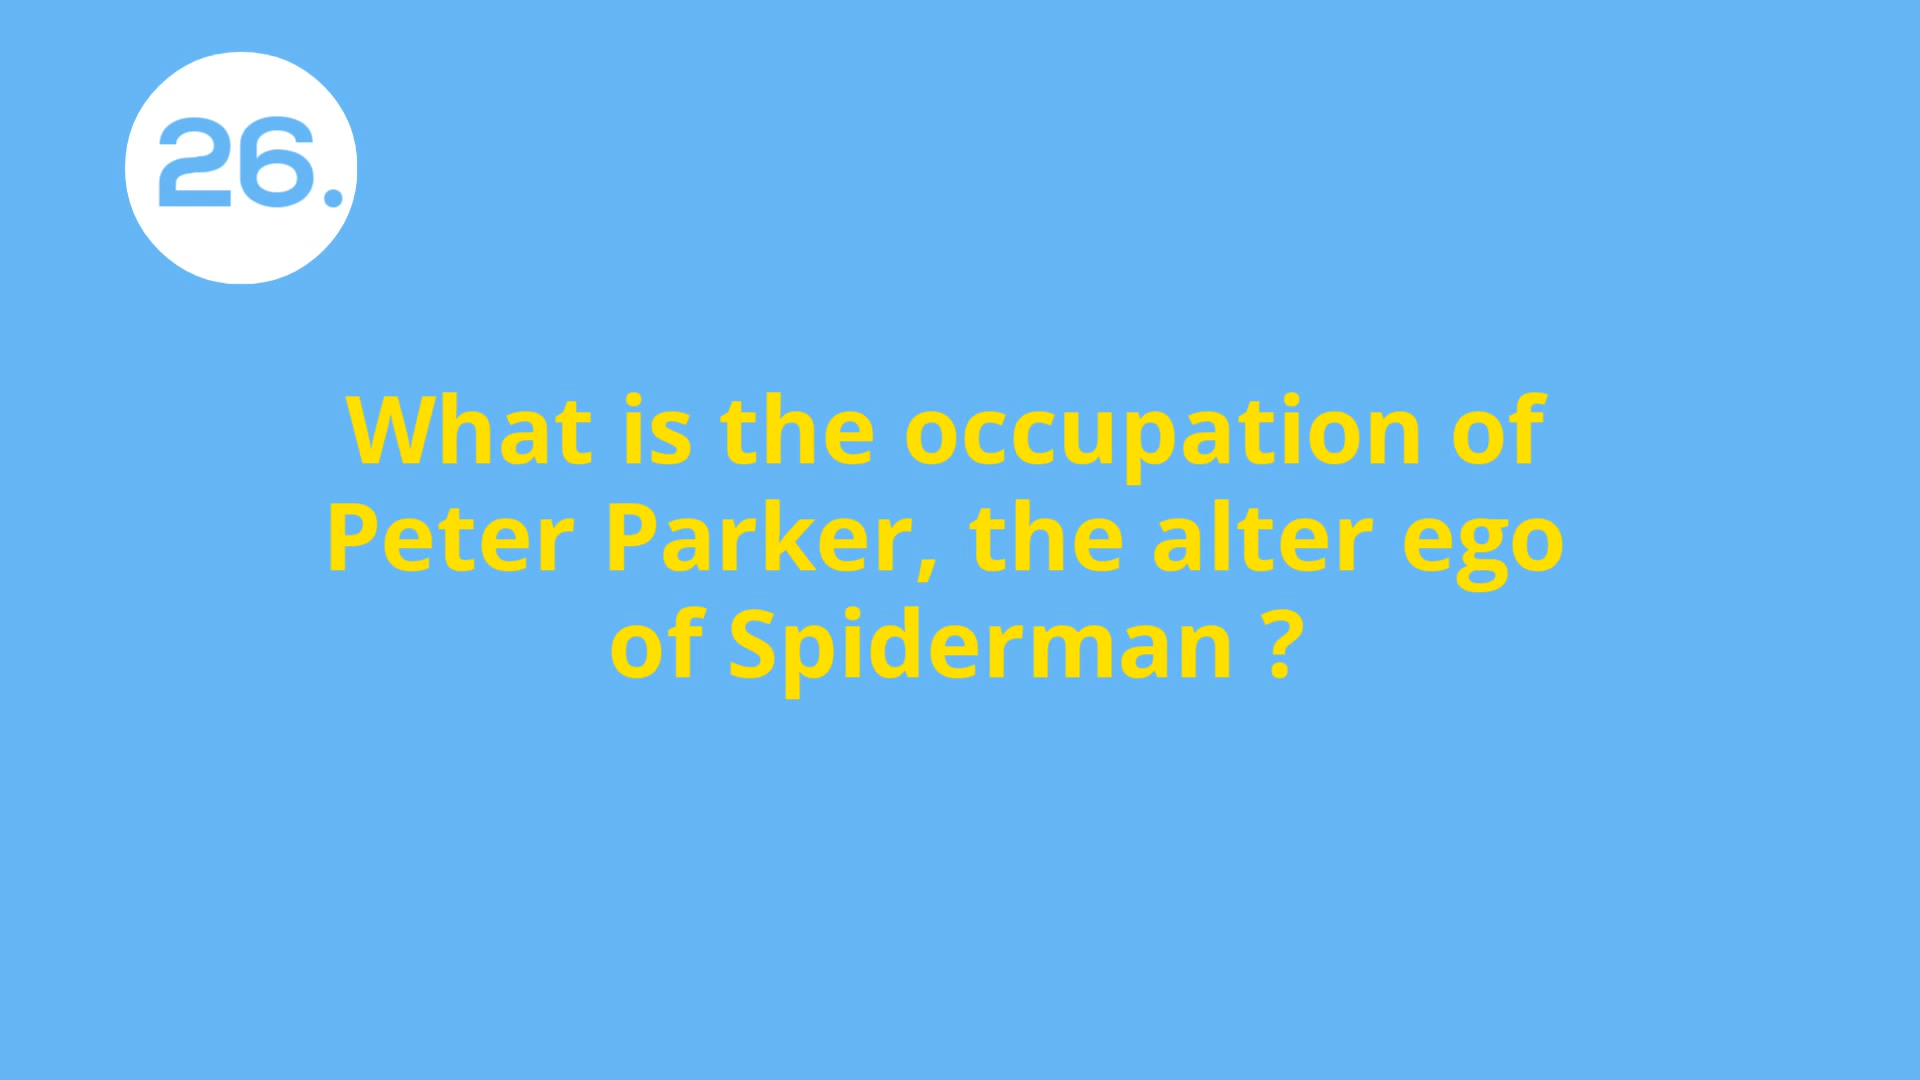 26.
What is the occupation of
Peter Parker, the alter ego
of Spiderman ?